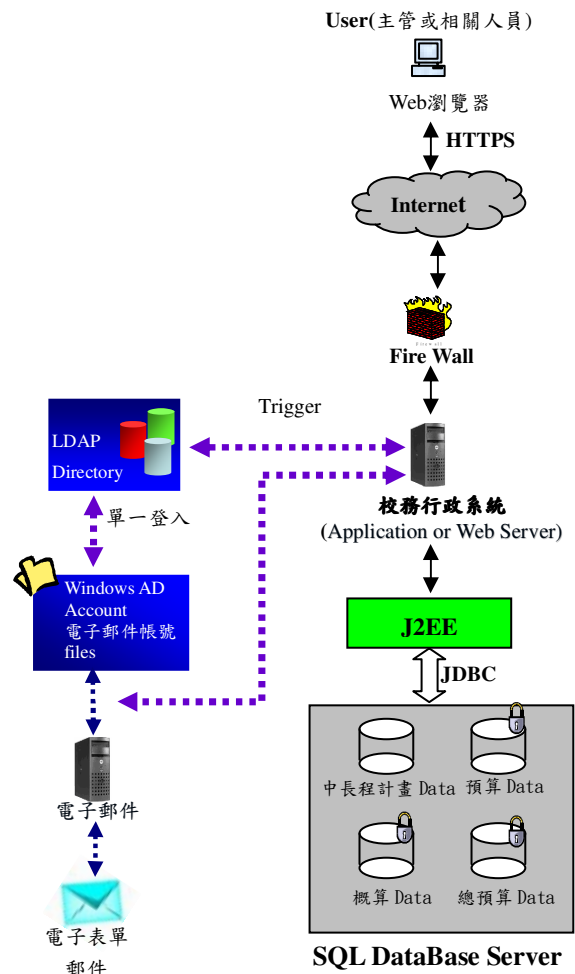 User(主管或相關人員)
Web瀏覽器
HTTPS
Internet
Fire Wall
Fire Wall
Trigger
LDAP
Directory
校務行政系統
(Application or Web Server)
單一登入
Windows AD
Account
電子郵件帳號
files
J2EE
JDBC
中長程計畫 Data
預算 Data
概算 Data
總預算 Data
SQL DataBase Server
電子郵件
電子表單
郵件